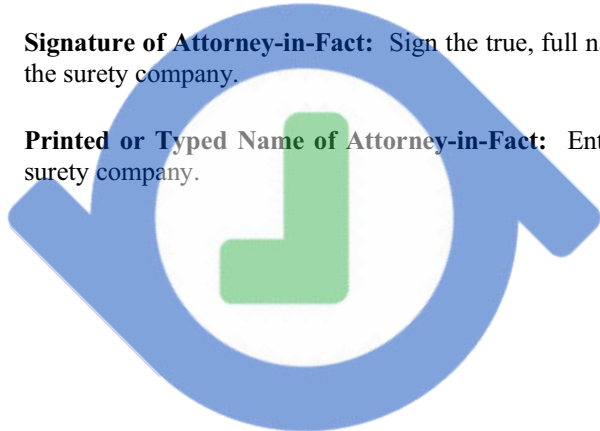 Signature of Attorney-in-Fact: Sign the true, full
the surety company.
Printed or Typed Name of Attorney-in-Fact:
surety company.